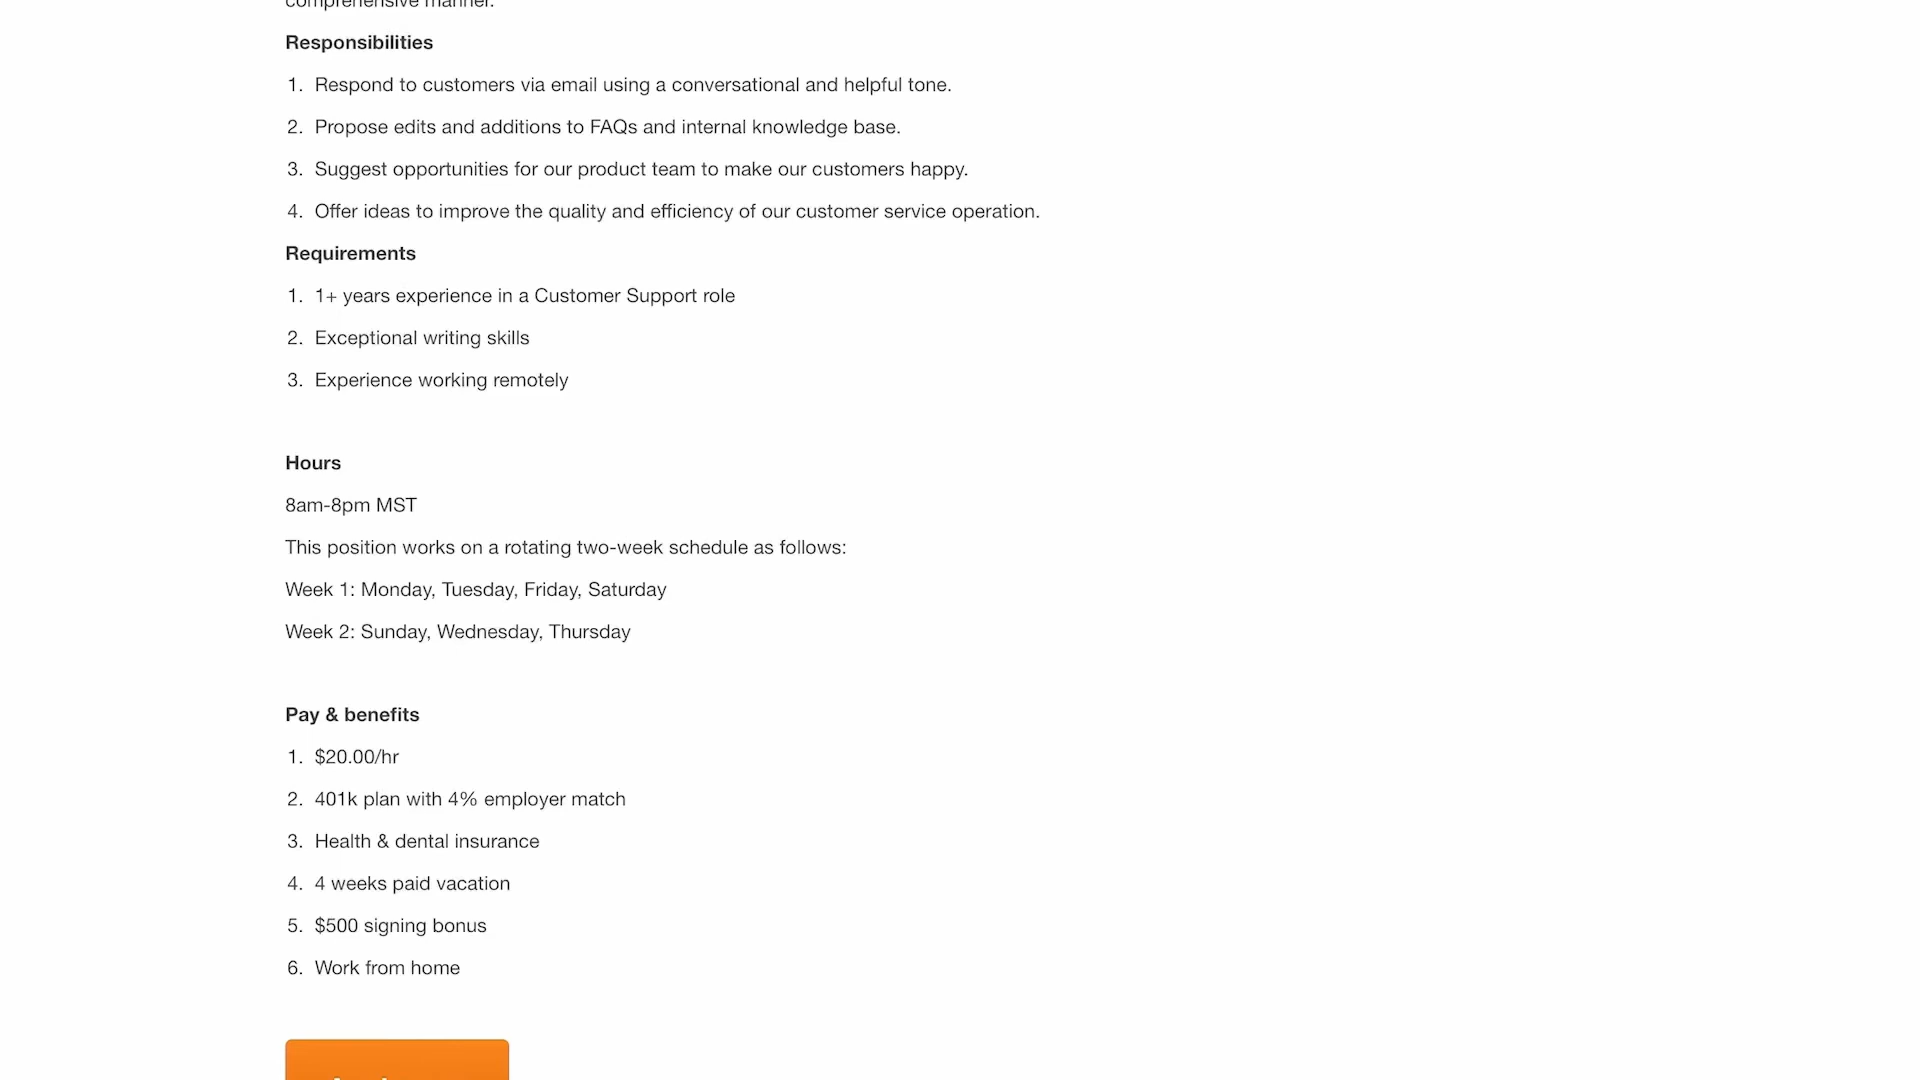 comprehensive manner.
Responsibilities
1. Respond to customers via email using a conversational and helpful tone.
2. Propose edits and additions to FAQs and internal knowledge base.
3. Suggest opportunities for our product team to make our customers happy.
4. Offer ideas to improve the quality and efficiency of our customer service operation.
Requirements
1. 1+ years experience in a Customer Support role
2. Exceptional writing skills
3. Experience working remotely
Hours
8am-8pm MST
This position works on a rotating two-week schedule as follows:
Week 1: Monday, Tuesday, Friday, Saturday
Week 2: Sunday, Wednesday, Thursday
Pay & benefits
1. $20.00/hr
2. 401k plan with 4% employer match
3. Health & dental insurance
4. 4 weeks paid vacation
5. $500 signing bonus
6. Work from home